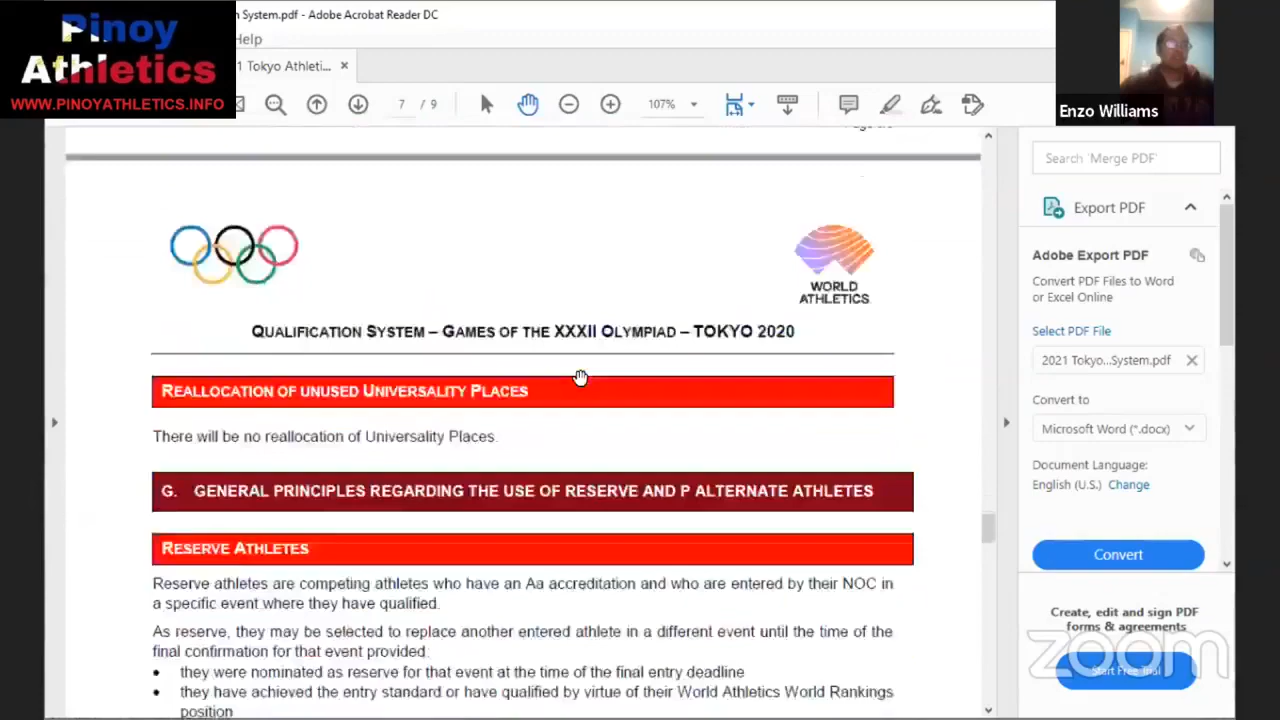 Pinoy
Athletics
WWW.PINOYATHLETICS.INFO
n System.pdf - Adobe Acrobat Reader DC
Help
1 Tokyo Athleti...
7 / 9
107%
Enzo Williams
QUALIFICATION SYSTEM – GAMES OF THE XXXII OLYMPIAD – TOKYO 2020
WORLD
ATHLETICS
REALLOCATION OF UNUSED UNIVERSALITY PLACES
There will be no reallocation of Universality Places.
G. GENERAL PRINCIPLES REGARDING THE USE OF RESERVE AND P ALTERNATE ATHLETES
RESERVE ATHLETES
Reserve athletes are competing athletes who have an Aa accreditation and who are entered by their NOC in
a specific event where they have qualified.
As reserve, they may be selected to replace another entered athlete in a different event until the time of the
final confirmation for that event provided:
• they were nominated as reserve for that event at the time of the final entry deadline
• they have achieved the entry standard or have qualified by virtue of their World Athletics World Rankings
position
Search 'Merge PDF'
Export PDF
Adobe Export PDF
Convert PDF Files to Word
or Excel Online
Select PDF File
2021 Tokyo...System.pdf
Convert to
Microsoft Word (*.docx)
Document Language:
English (U.S.) Change
Convert
Create, edit and sign PDF
forms & agreements
Start Free Trial
zoom